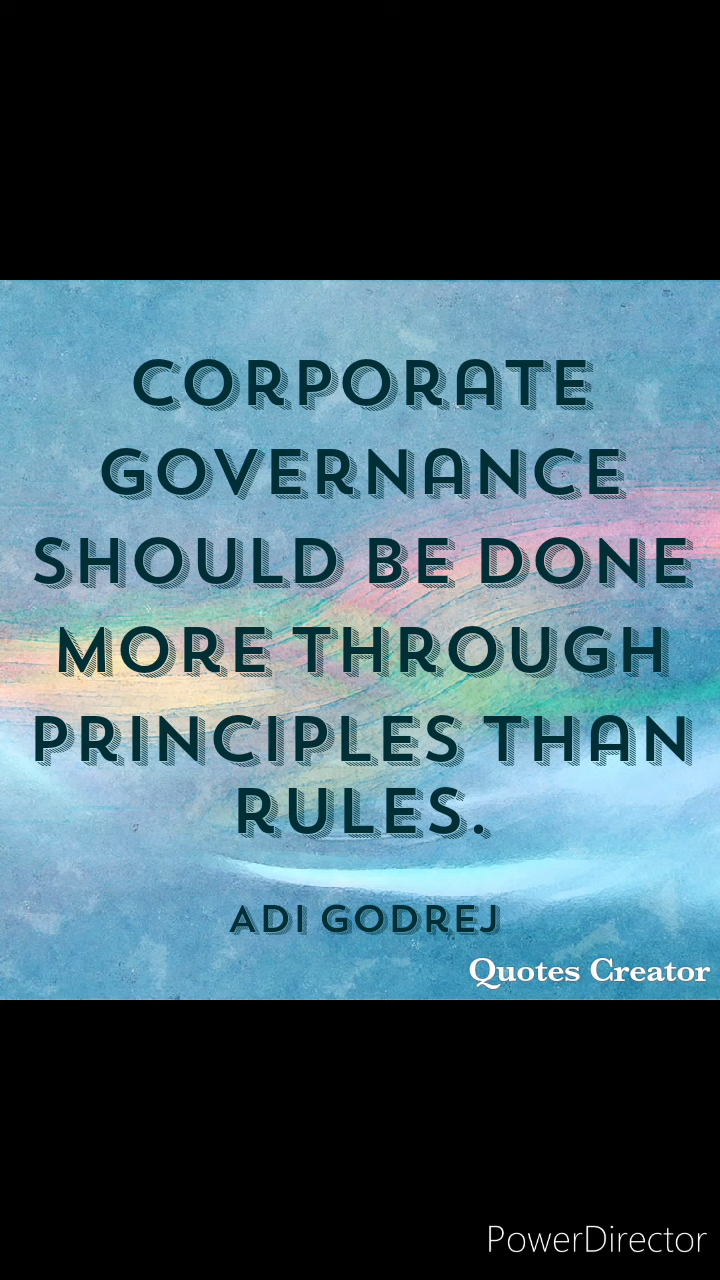 CORPORATE
GOVERNANCE
SHOULD BE DONE
MORE THROUGH
PRINCIPLES THAN
RULES.
ADI GODREJ
Quotes Creator
PowerDirector